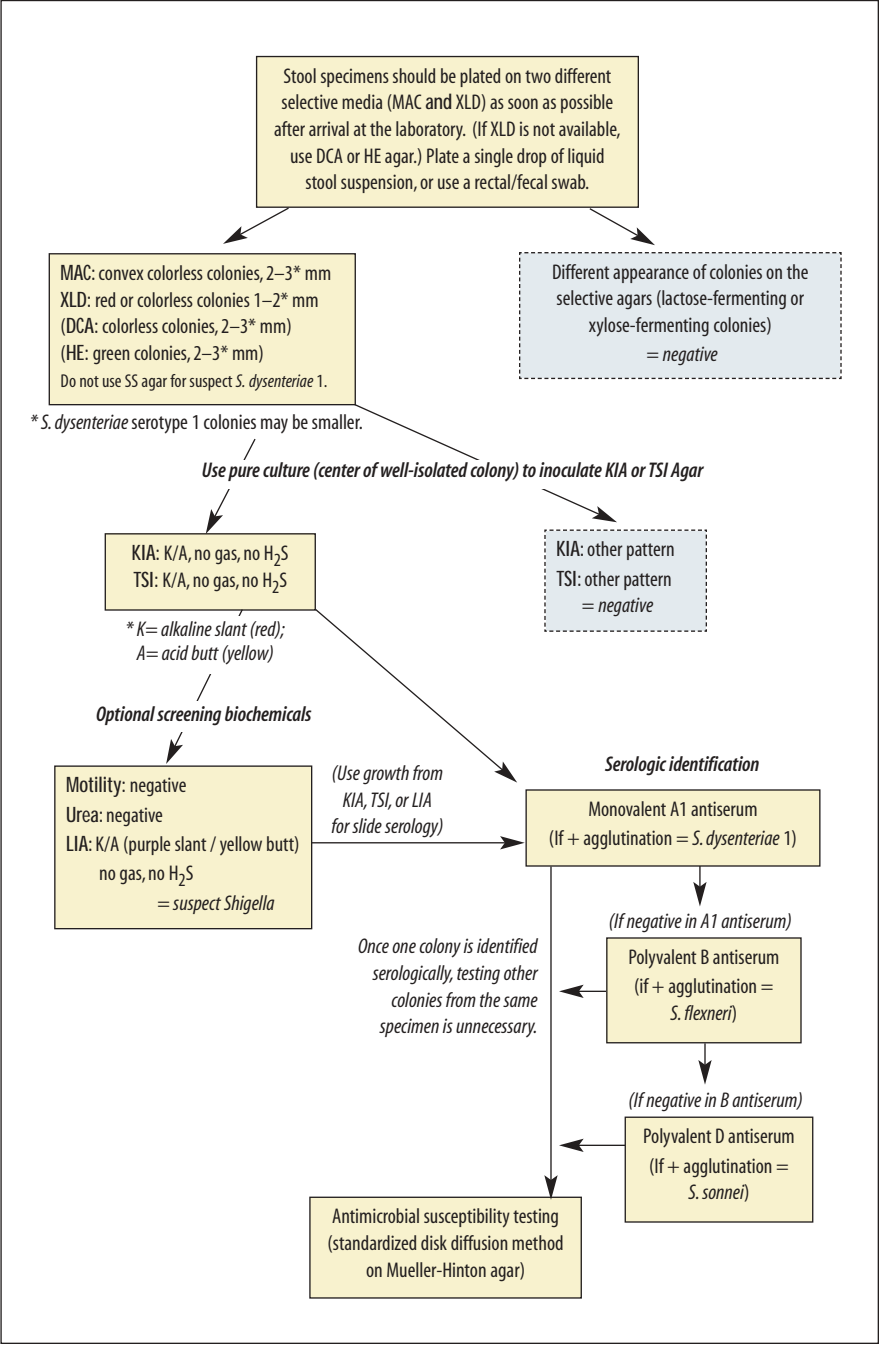 Stool specimens should be plated on two different
selective media (MAC and XLD) as soon as possible
after arrival at the laboratory. (If XLD is not available,
use DCA or HE agar.) Plate a single drop of liquid
stool suspension, or use a rectal/fecal swab.
MAC: convex colorless colonies, 2–3* mm
XLD: red or colorless colonies 1–2* mm
(DCA: colorless colonies, 2–3* mm)
(HE: green colonies, 2–3* mm)
Do not use SS agar for suspect S. dysenteriae 1.
Different appearance of colonies on the
selective agars (lactose-fermenting or
xylose-fermenting colonies)
= negative
* S. dysenteriae serotype 1 colonies may be smaller.
Use pure culture (center of well-isolated colony) to inoculate KIA or TSI Agar
KIA: K/A, no gas, no H₂S
TSI: K/A, no gas, no H₂S
KIA: other pattern
TSI: other pattern
= negative
* K= alkaline slant (red);
A= acid butt (yellow)
Optional screening biochemicals
Motility: negative
Urea: negative
LIA: K/A (purple slant / yellow butt)
no gas, no H₂S
= suspect Shigella
(Use growth from
KIA, TSI, or LIA
for slide serology)
Serologic identification
Monovalent A1 antiserum
(If + agglutination = S. dysenteriae 1)
(If negative in A1 antiserum)
Polyvalent B antiserum
(if + agglutination =
S. flexneri)
Once one colony is identified
serologically, testing other
colonies from the same
specimen is unnecessary.
(If negative in B antiserum)
Polyvalent D antiserum
(If + agglutination =
S. sonnei)
Antimicrobial susceptibility testing
(standardized disk diffusion method
on Mueller-Hinton agar)